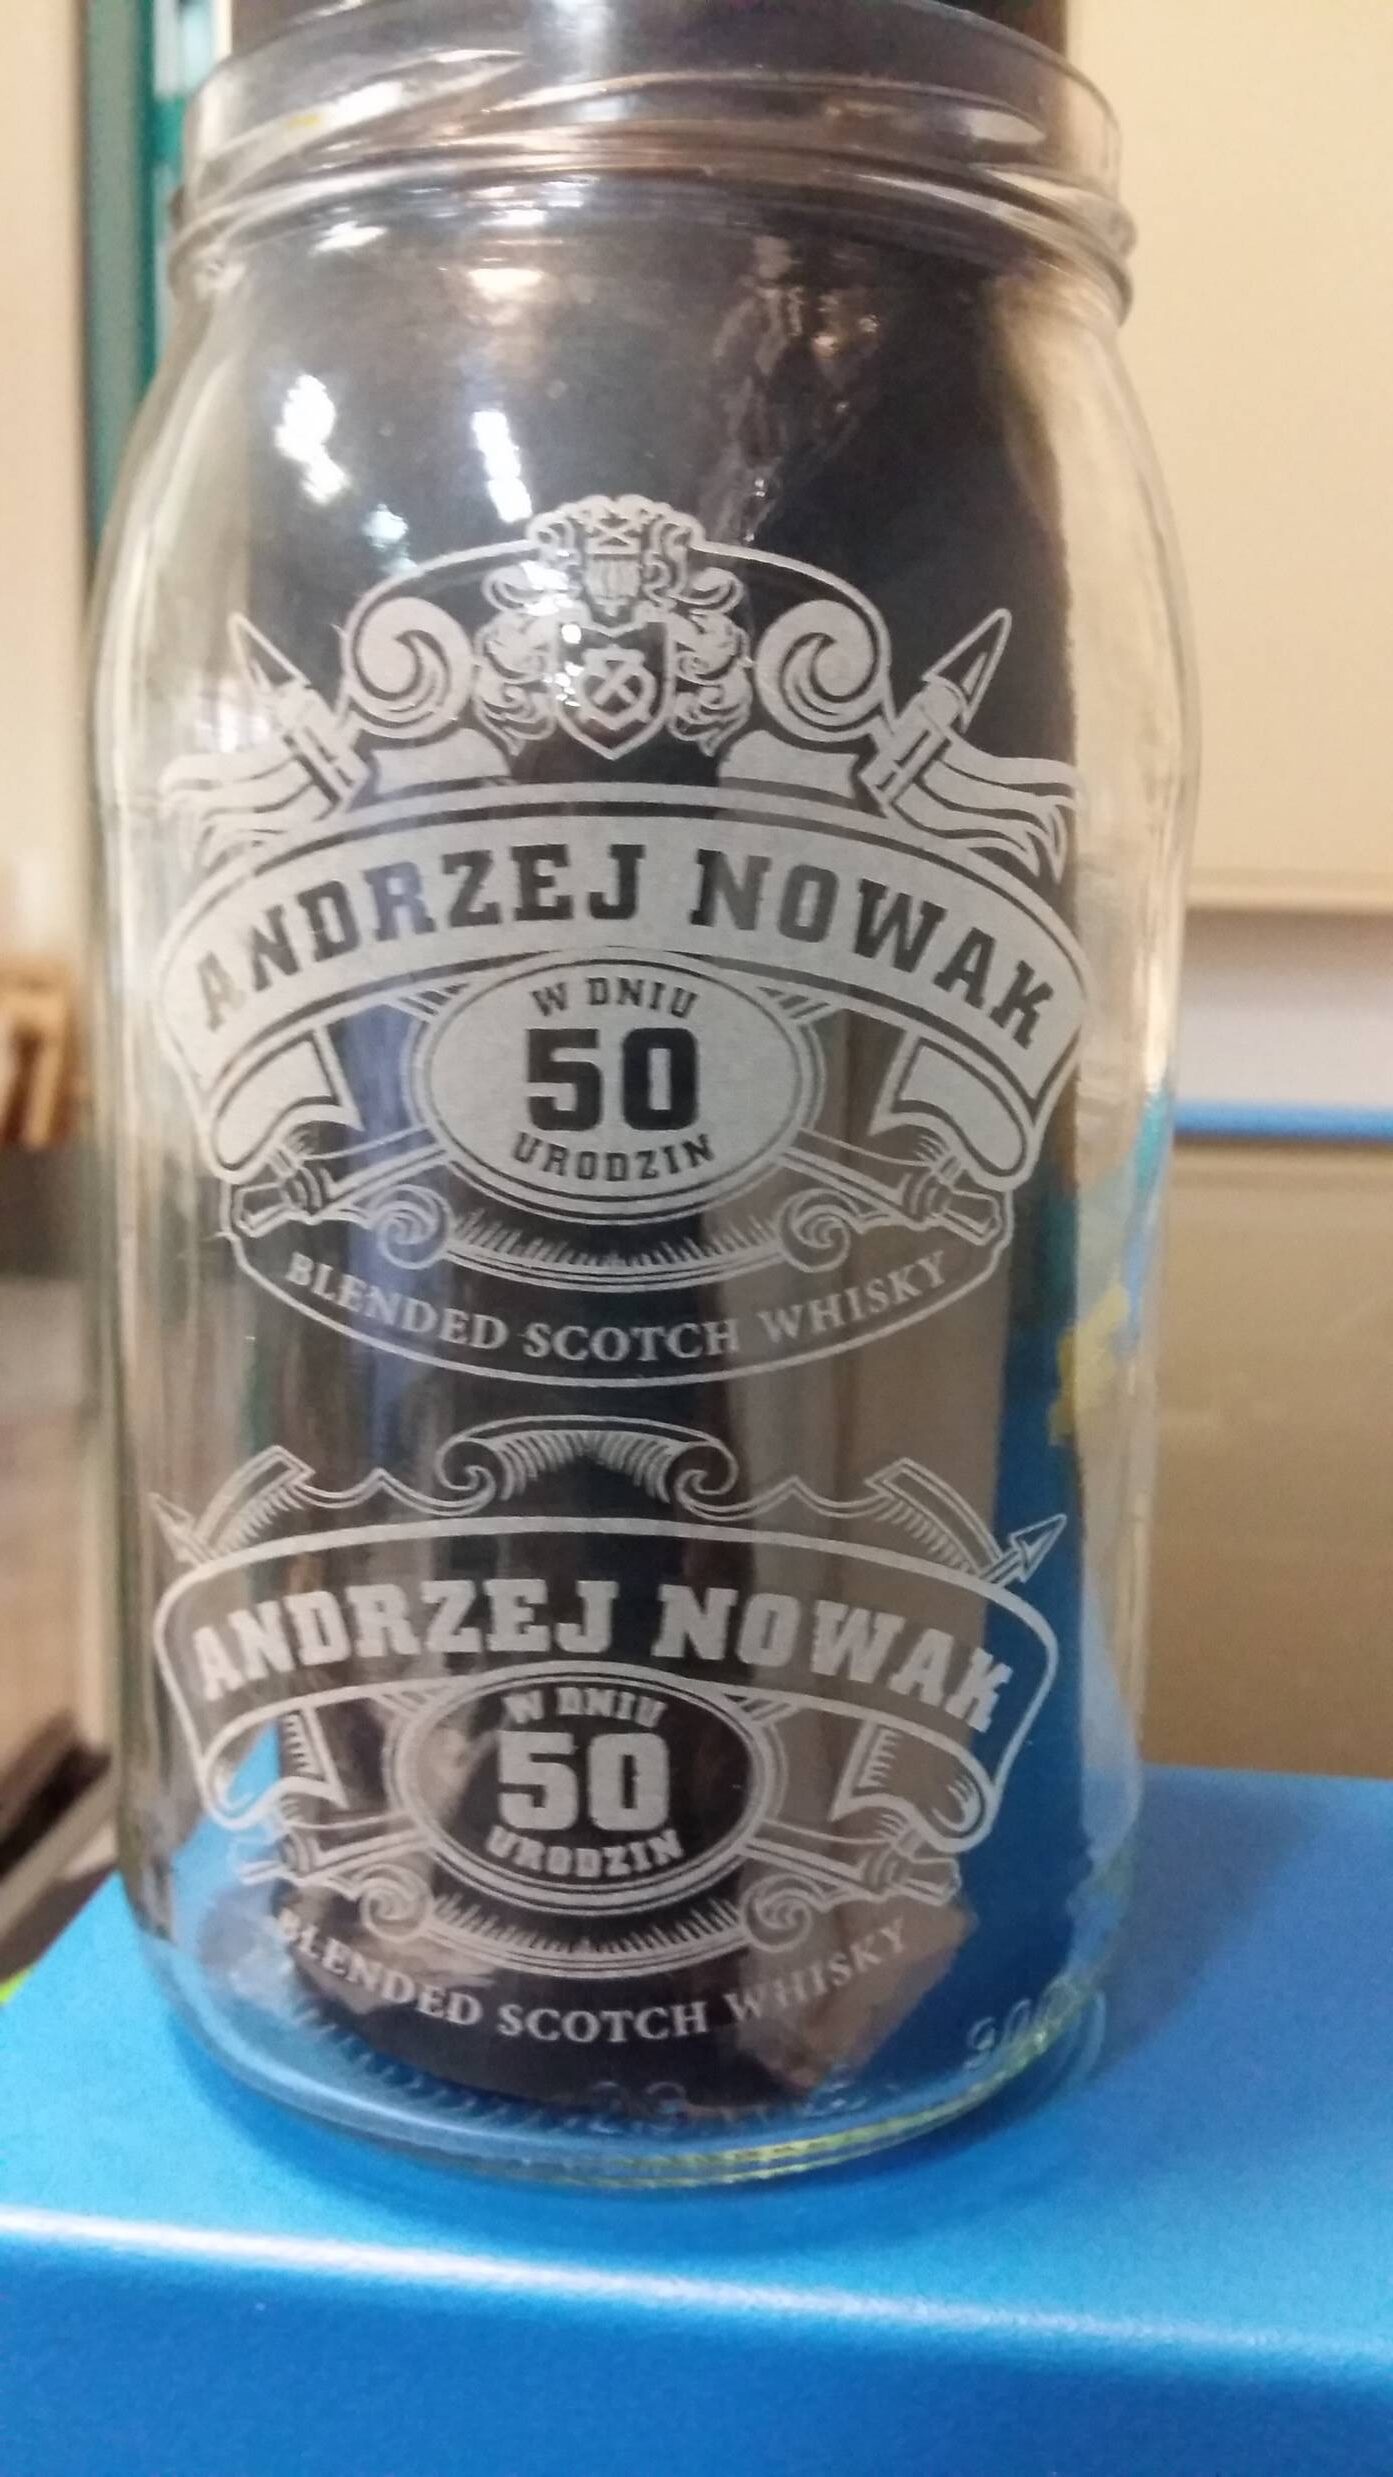 ANDRZEJ NOWAK
W DNIU
50
URODZIN
BLENDED SCOTCH WHISKY
ANDRZEJ NOWAK
W DNIU
50
URODZIN
BLENDED SCOTCH WHISKY